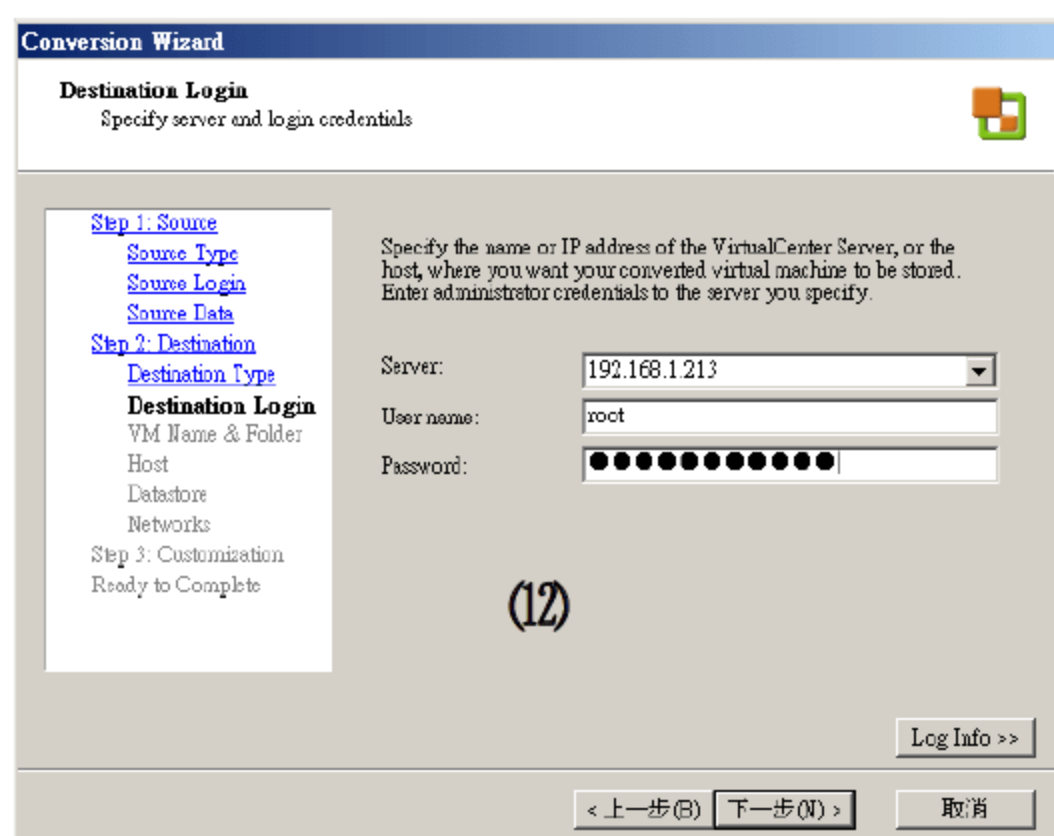 Conversion Wizard
Destination Login
Specify server and login credentials
Step 1: Source
Source Type
Source Login
Source Data
Step 2: Destination
Destination Type
Destination Login
VM Name & Folder
Host
Datastore
Networks
Step 3: Customization
Ready to Complete
Specify the name or IP address of the VirtualCenter Server, or the
host, where you want your converted virtual machine to be stored.
Enter administrator credentials to the server you specify.
Server:
192.168.1.213
User name:
root
Password:
●●●●●●●●●●●
(12)
Log Info >>
< 上一步(B)
下一步(N) >
取消